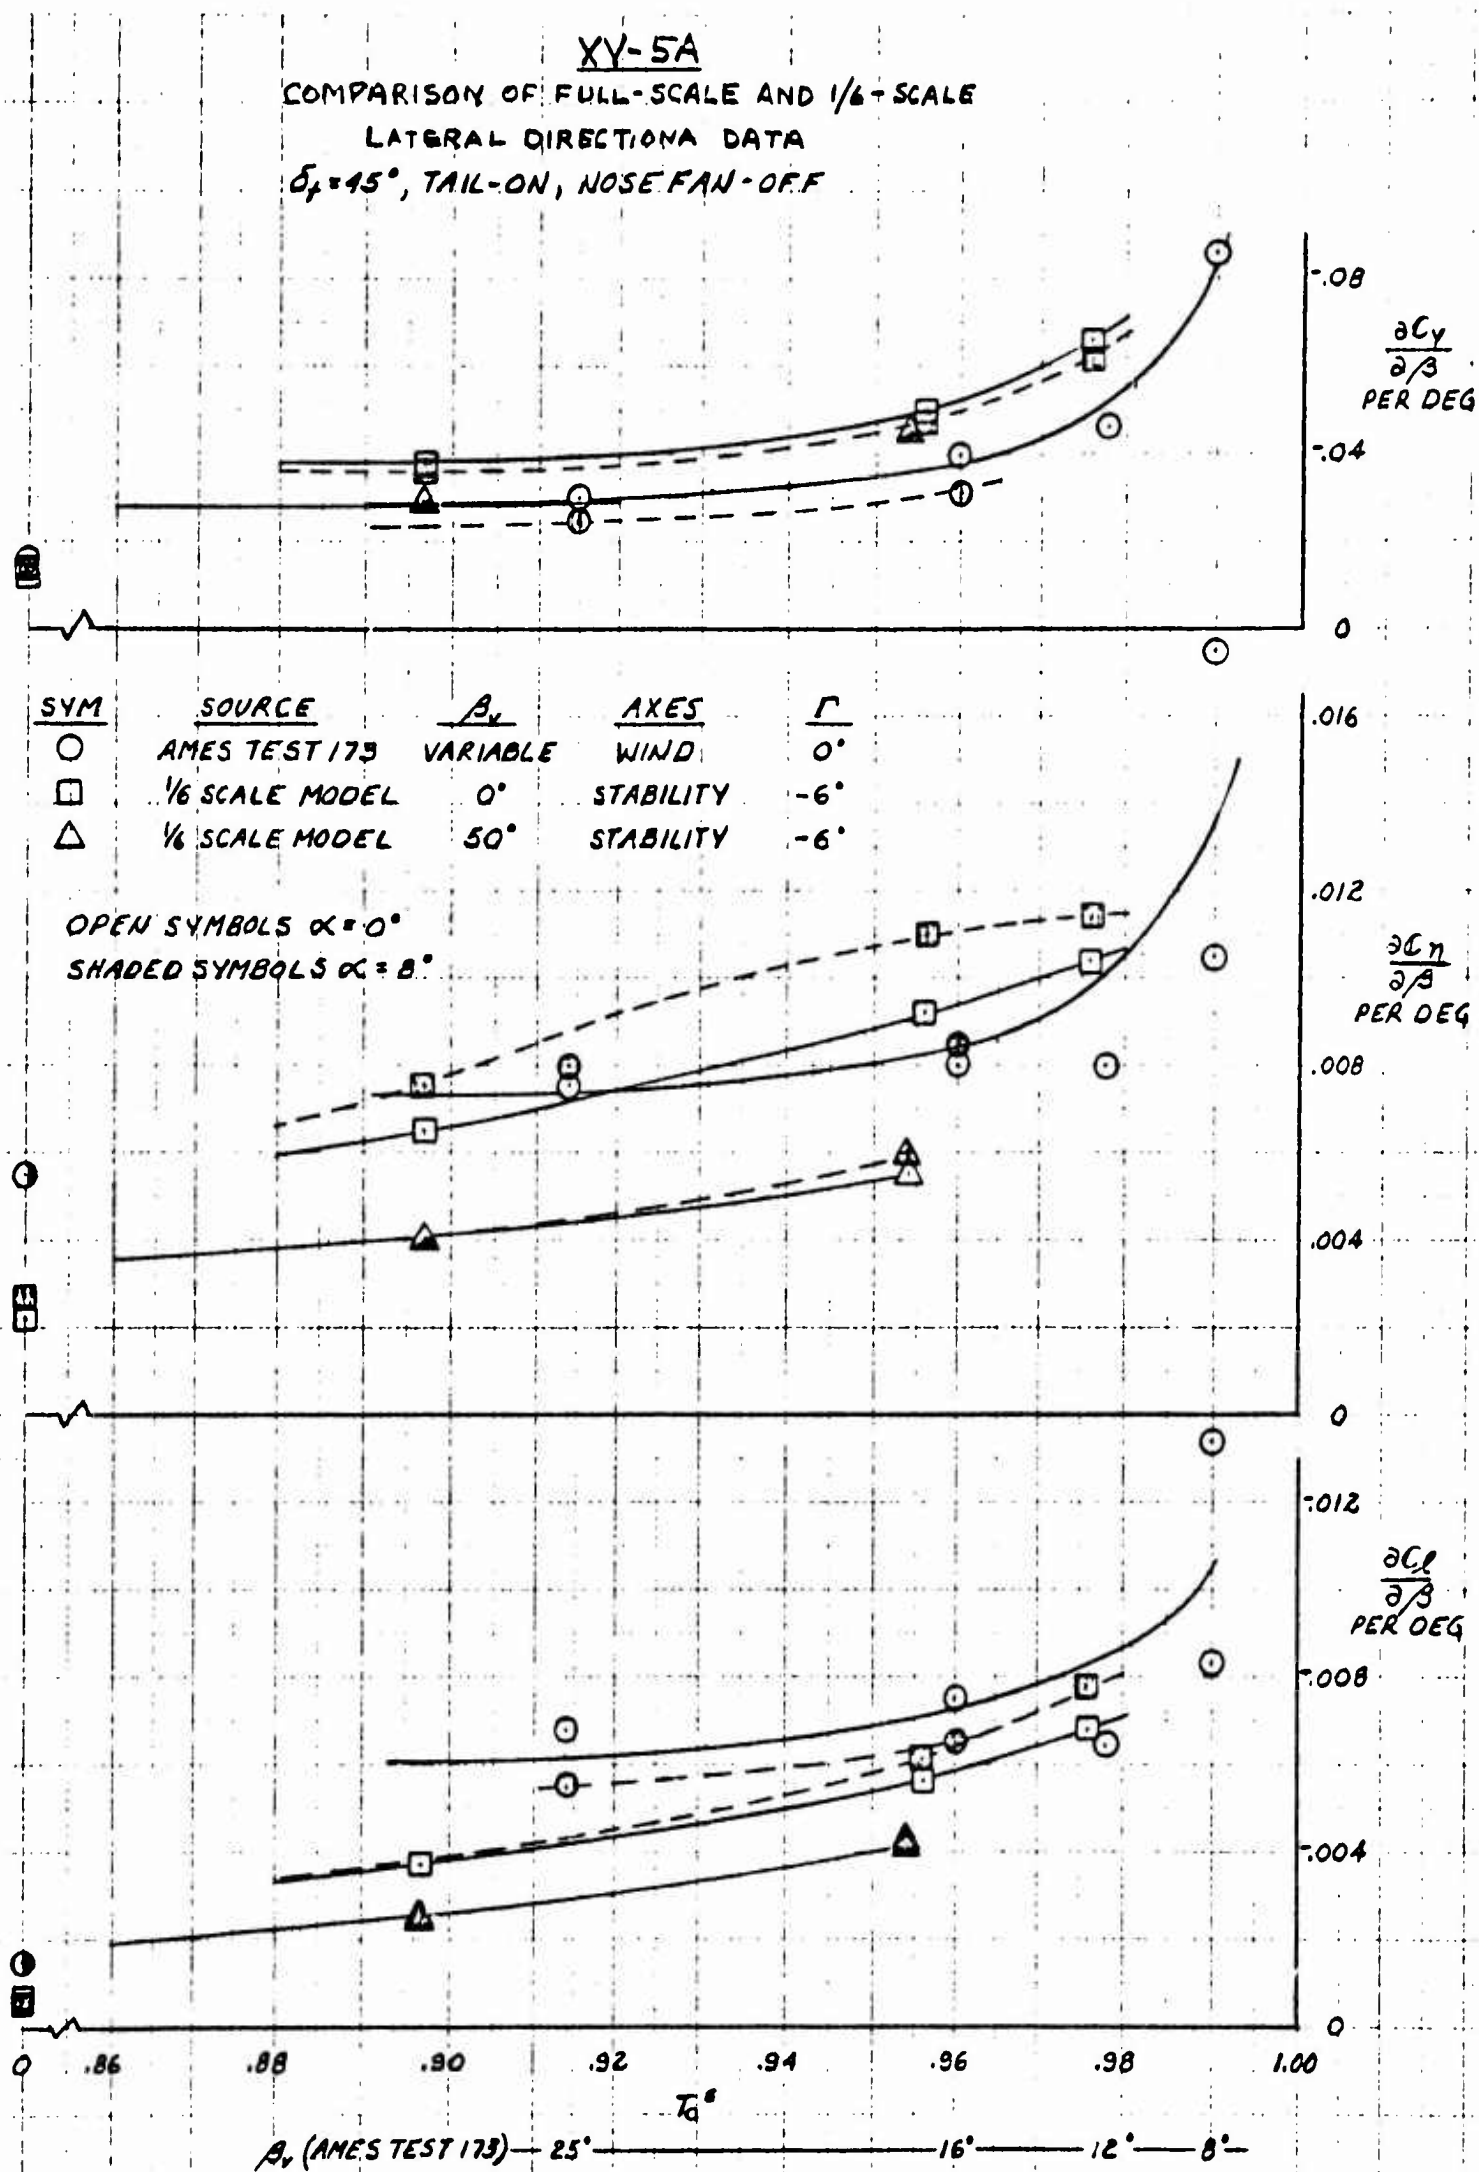 XV-5A
COMPARISON OF FULL-SCALE AND 1/6-SCALE
LATERAL DIRECTIONA DATA
δf=45°, TAIL-ON, NOSE FAN-OFF
-.08
∂Cy
∂β
PER DEG
-.04
0
SYM SOURCE βv AXES Γ
○ AMES TEST 173 VARIABLE WIND 0°
□ 1/6 SCALE MODEL 0° STABILITY -6°
△ 1/6 SCALE MODEL 50° STABILITY -6°
OPEN SYMBOLS α=0°
SHADED SYMBOLS α=8°
.016
.012
∂Cn
∂β
PER DEG
.008
.004
0
-.012
∂Cl
∂β
PER DEG
-.008
-.004
0
0 .86 .88 .90 .92 .94 .96 .98 1.00
βv (AMES TEST 173) 25° 16° 12° 8°